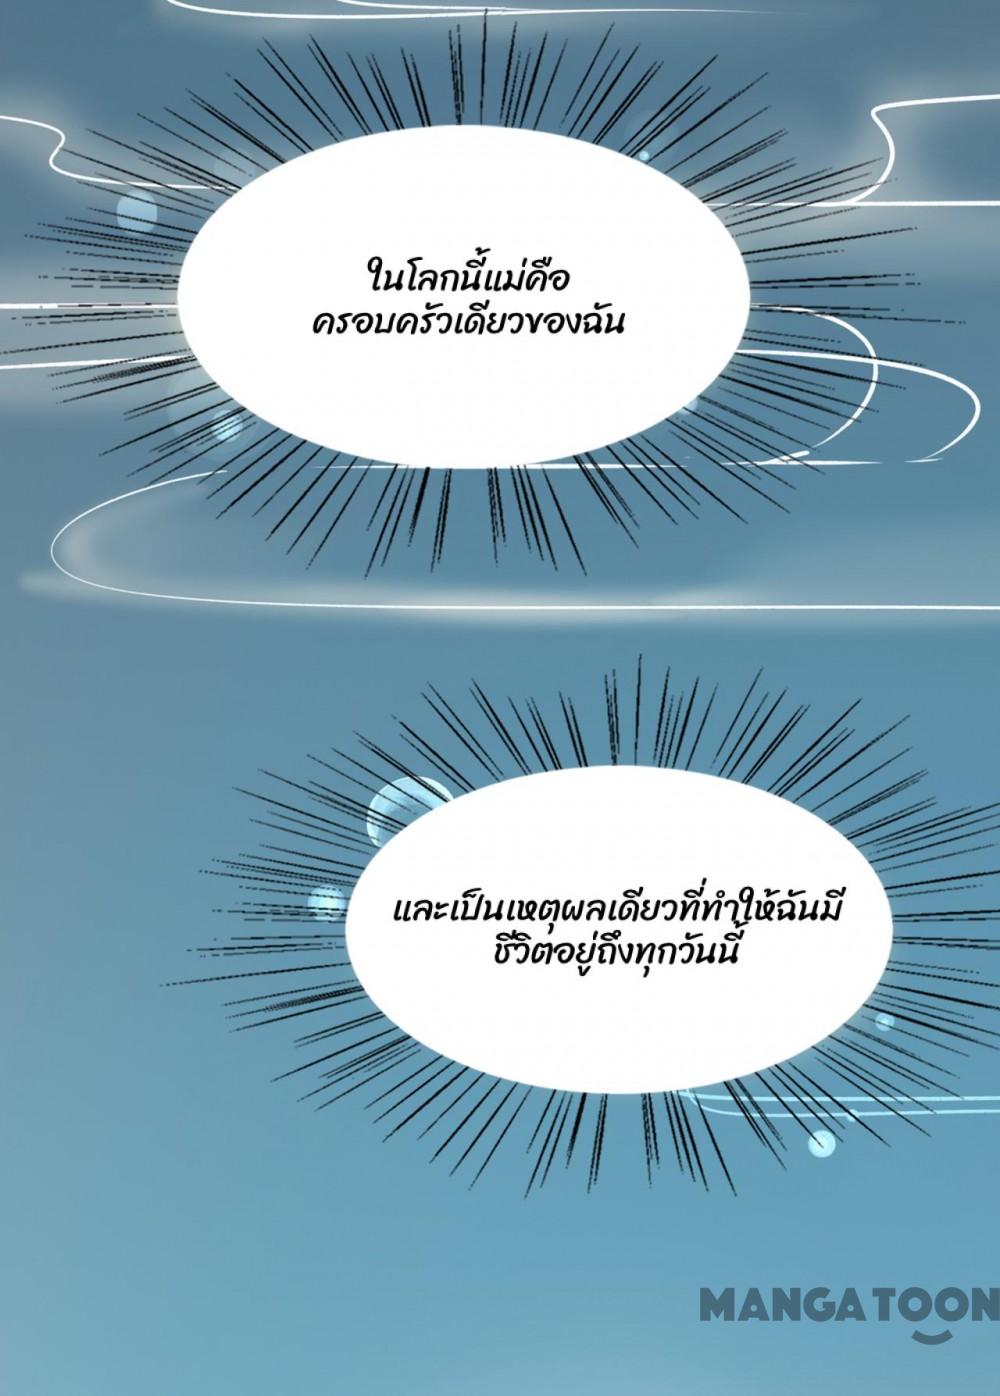 ในโลกนี้แม่คือ
ครอบครัวเดียวของฉัน
และเป็นเหตุผลเดียวที่ทำให้ฉันมี
ชีวิตอยู่ถึงทุกวันนี้
MANGA TOON